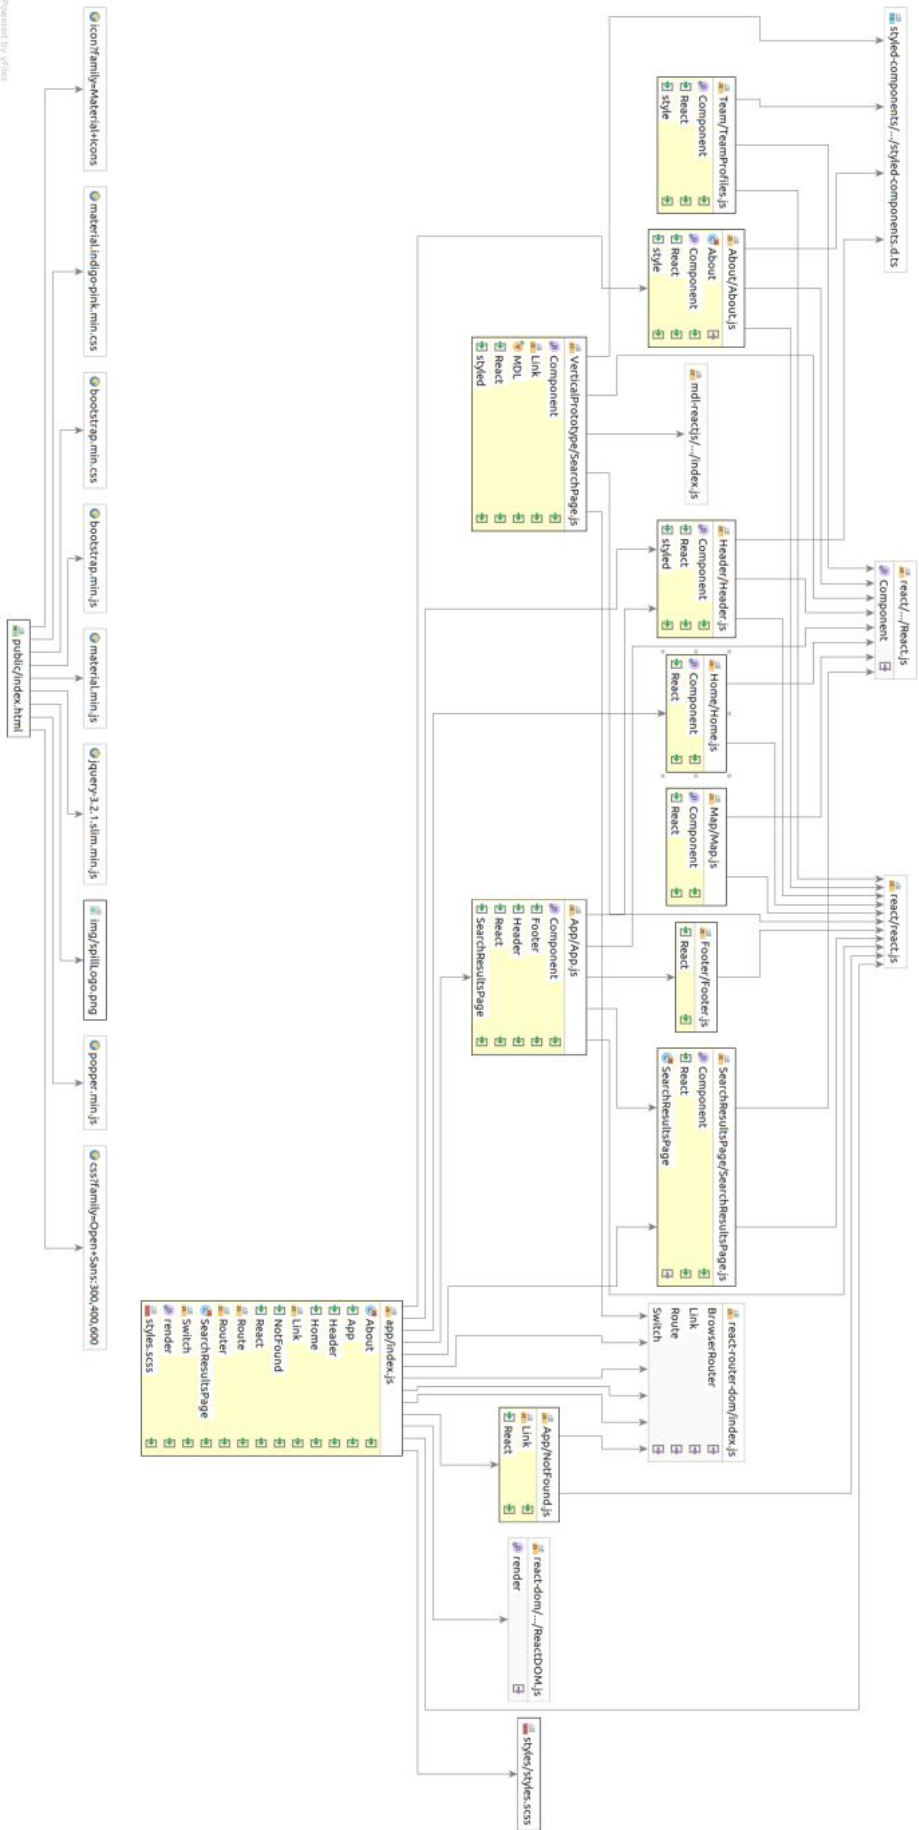 styled-components/.../styled-components.d.ts
react/.../React.js
Component
react/react.js
Team/TeamProfiles.js
Component
React
style
About/About.js
About
Component
React
style
mdl-reactjs/.../index.js
Header/Header.js
Component
React
styled
Home/Home.js
Component
React
Map/Map.js
Component
React
Footer/Footer.js
React
SearchResultsPage/SearchResultsPage.js
Component
React
SearchResultsPage
react-router-dom/index.js
BrowserRouter
Link
Route
Switch
VerticalPrototype/SearchPage.js
Component
Link
MDL
React
styled
App/App.js
Component
Footer
Header
React
SearchResultsPage
App/NotFound.js
Link
React
react-dom/.../ReactDOM.js
render
styles/styles.scss
app/index.js
About
App
Header
Home
Link
NotFound
React
Route
Router
SearchResultsPage
Switch
render
styles.scss
icon?family=Material+Icons
material.indigo-pink.min.css
bootstrap.min.css
bootstrap.min.js
material.min.js
jquery-3.2.1.slim.min.js
img/spillLogo.png
popper.min.js
css?family=Open+Sans:300,400,600
public/index.html
Powered by yFiles